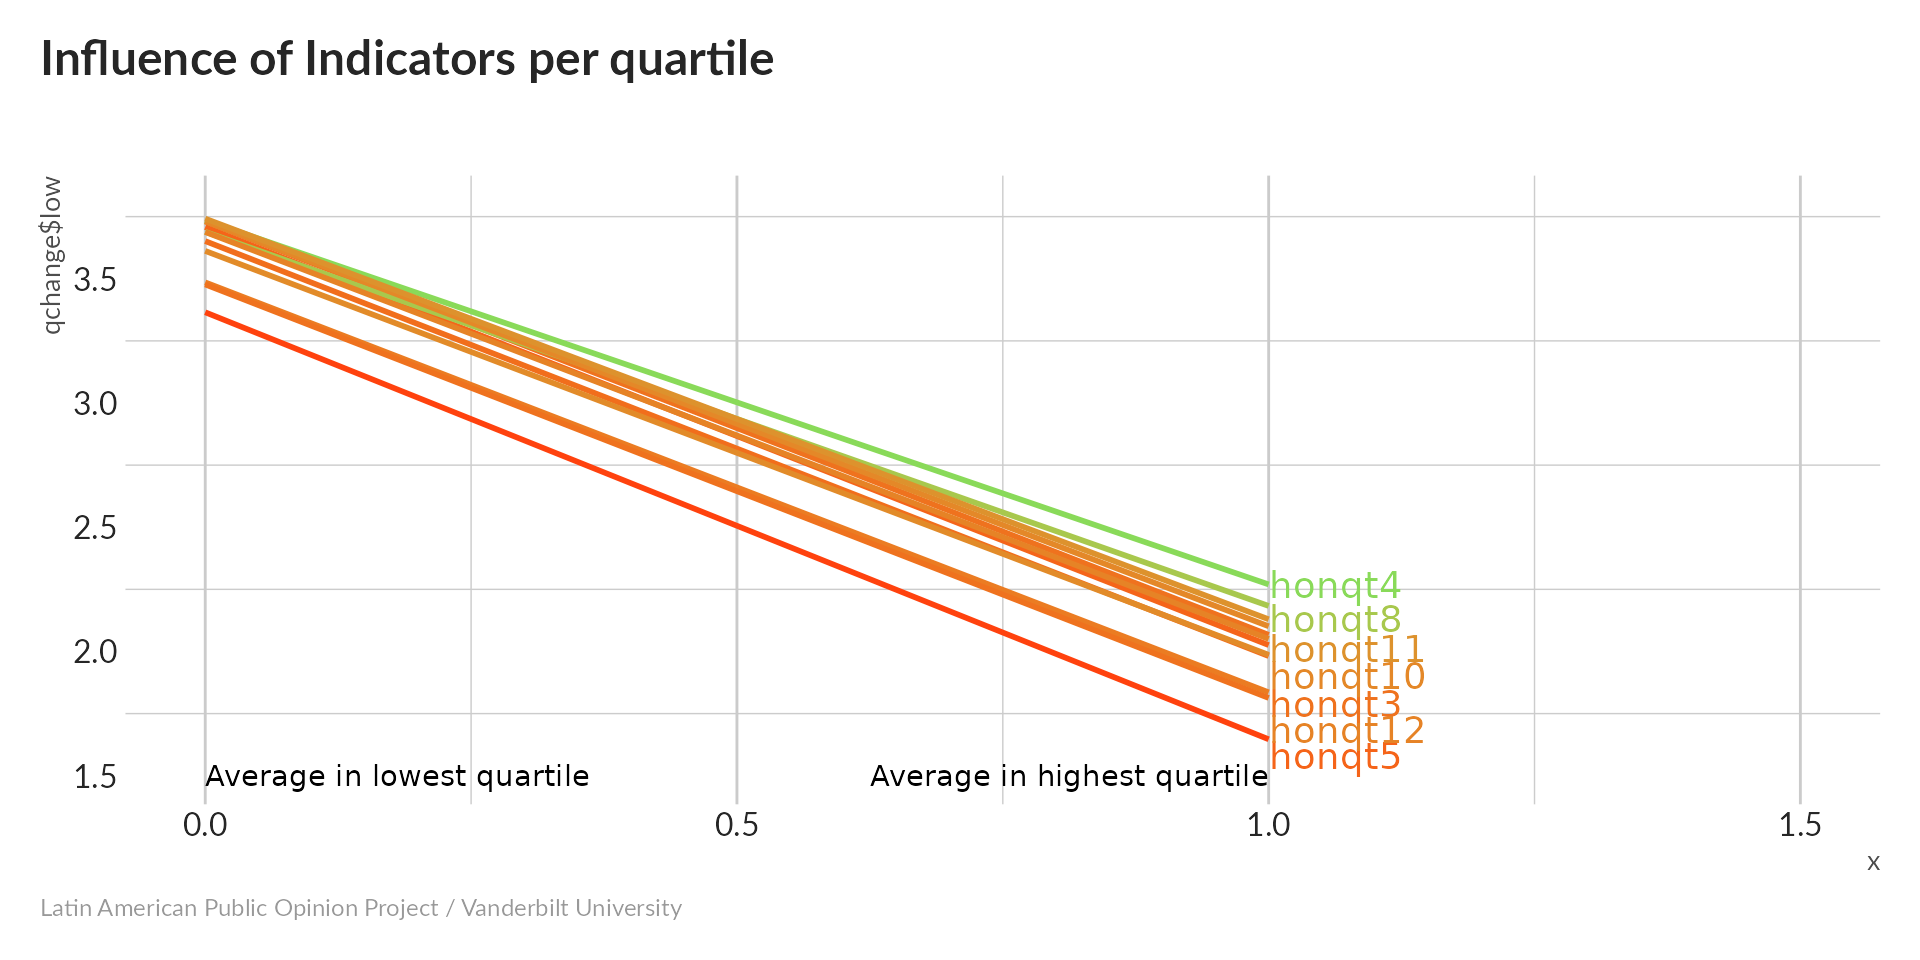 Influence of Indicators per quartile
qchange$low
3.5
3.0
2.5
2.0
1.5
honqt4
honqt8
honqt11
honqt10
honqt3
honqt12
honqt5
Average in lowest quartile
Average in highest quartile
0.0
0.5
1.0
1.5
x
Latin American Public Opinion Project / Vanderbilt University